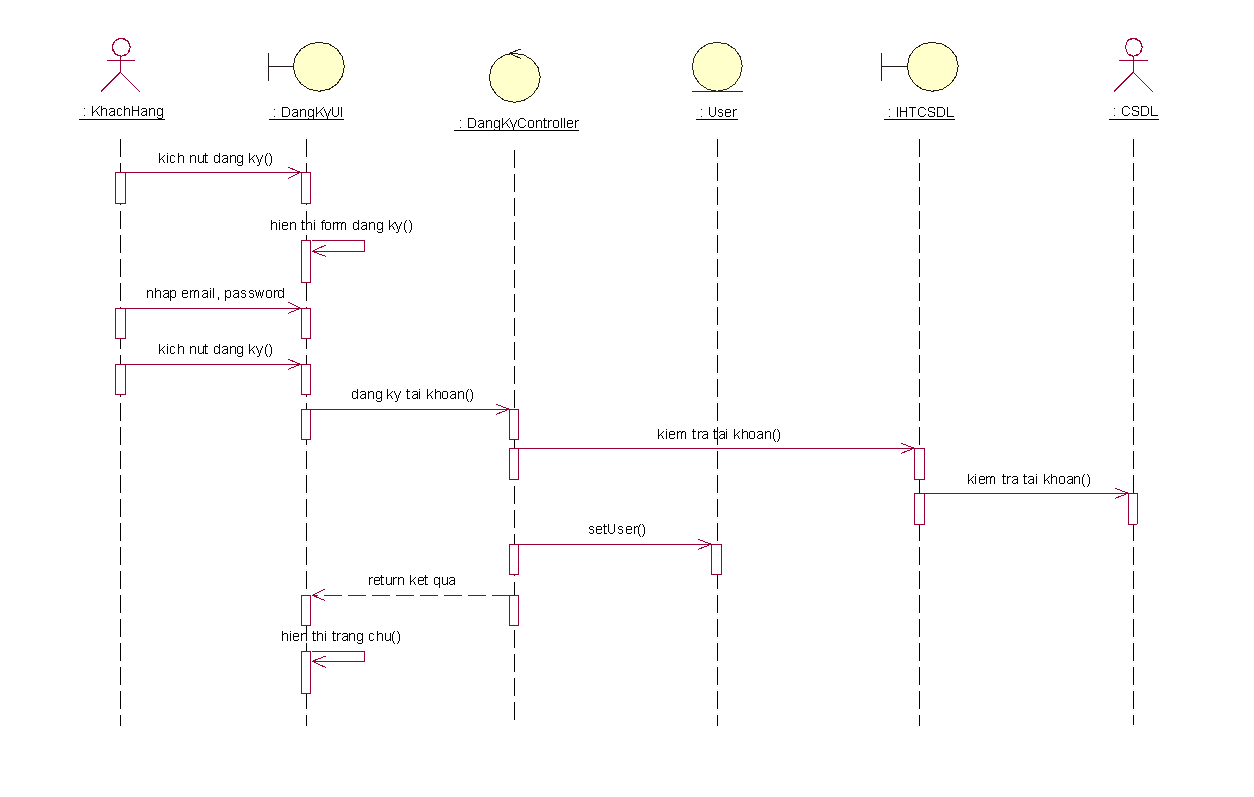 : KhachHang
: DangKyUI
: DangKyController
: User
: IHTCSDL
: CSDL
kich nut dang ky()
hien thi form dang ky()
nhap email, password
kich nut dang ky()
dang ky tai khoan()
kiem tra tai khoan()
kiem tra tai khoan()
setUser()
return ket qua
hien thi trang chu()